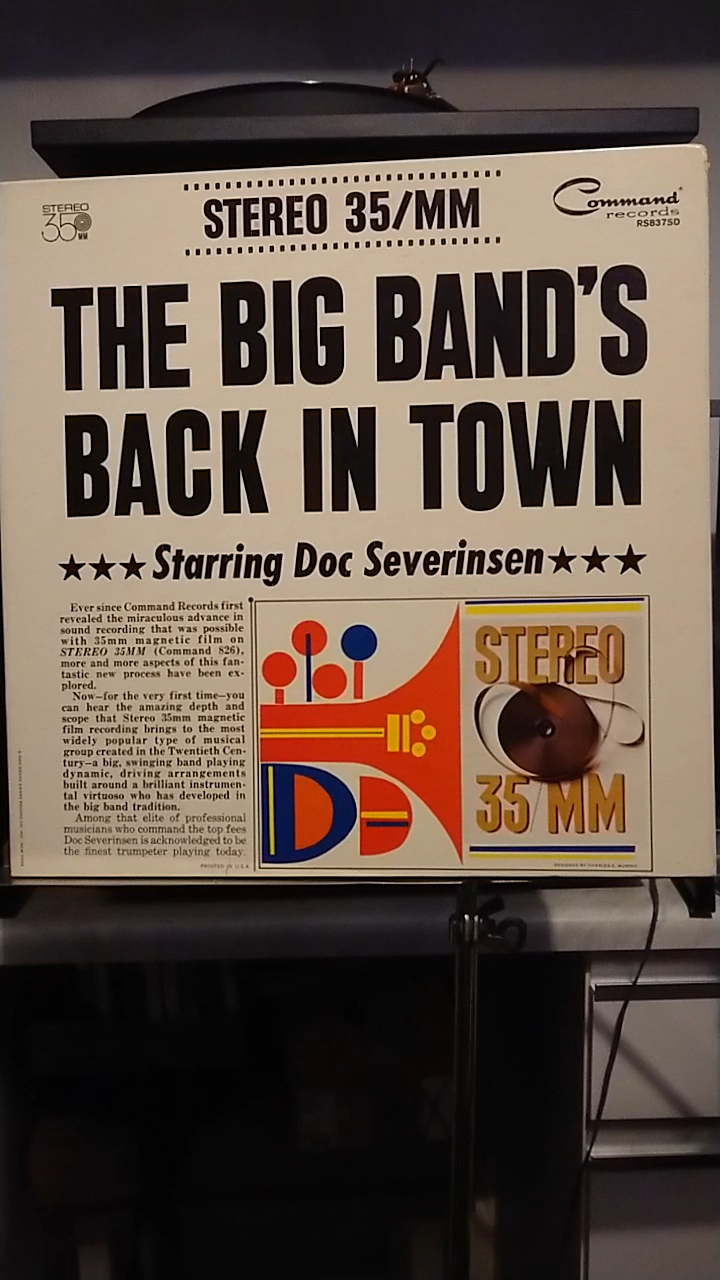 STEREO
35
MM
STEREO 35/MM
Command
records
RS837SD
THE BIG BAND'S
BACK IN TOWN
★★★Starring Doc Severinsen★★★
Ever since Command Records first
revealed the miraculous advance in
sound recording that was possible
with 35mm magnetic film on
STEREO 35MM (Command 826),
more and more aspects of this fan-
tastic new process have been ex-
plored.
Now—for the very first time—you
can hear the amazing depth and
scope that Stereo 35mm magnetic
film recording brings to the most
widely popular type of musical
group created in the Twentieth Cen-
tury—a big, swinging band playing
dynamic, driving arrangements
built around a brilliant instrumen-
tal virtuoso who has developed in
the big band tradition.
Among that elite of professional
musicians who command the top fees
Doc Severinsen is acknowledged to be
the finest trumpeter playing today.
PRINTED IN U.S.A.
STEREO
35 MM
DESIGNED BY CHARLES E. MURPHY